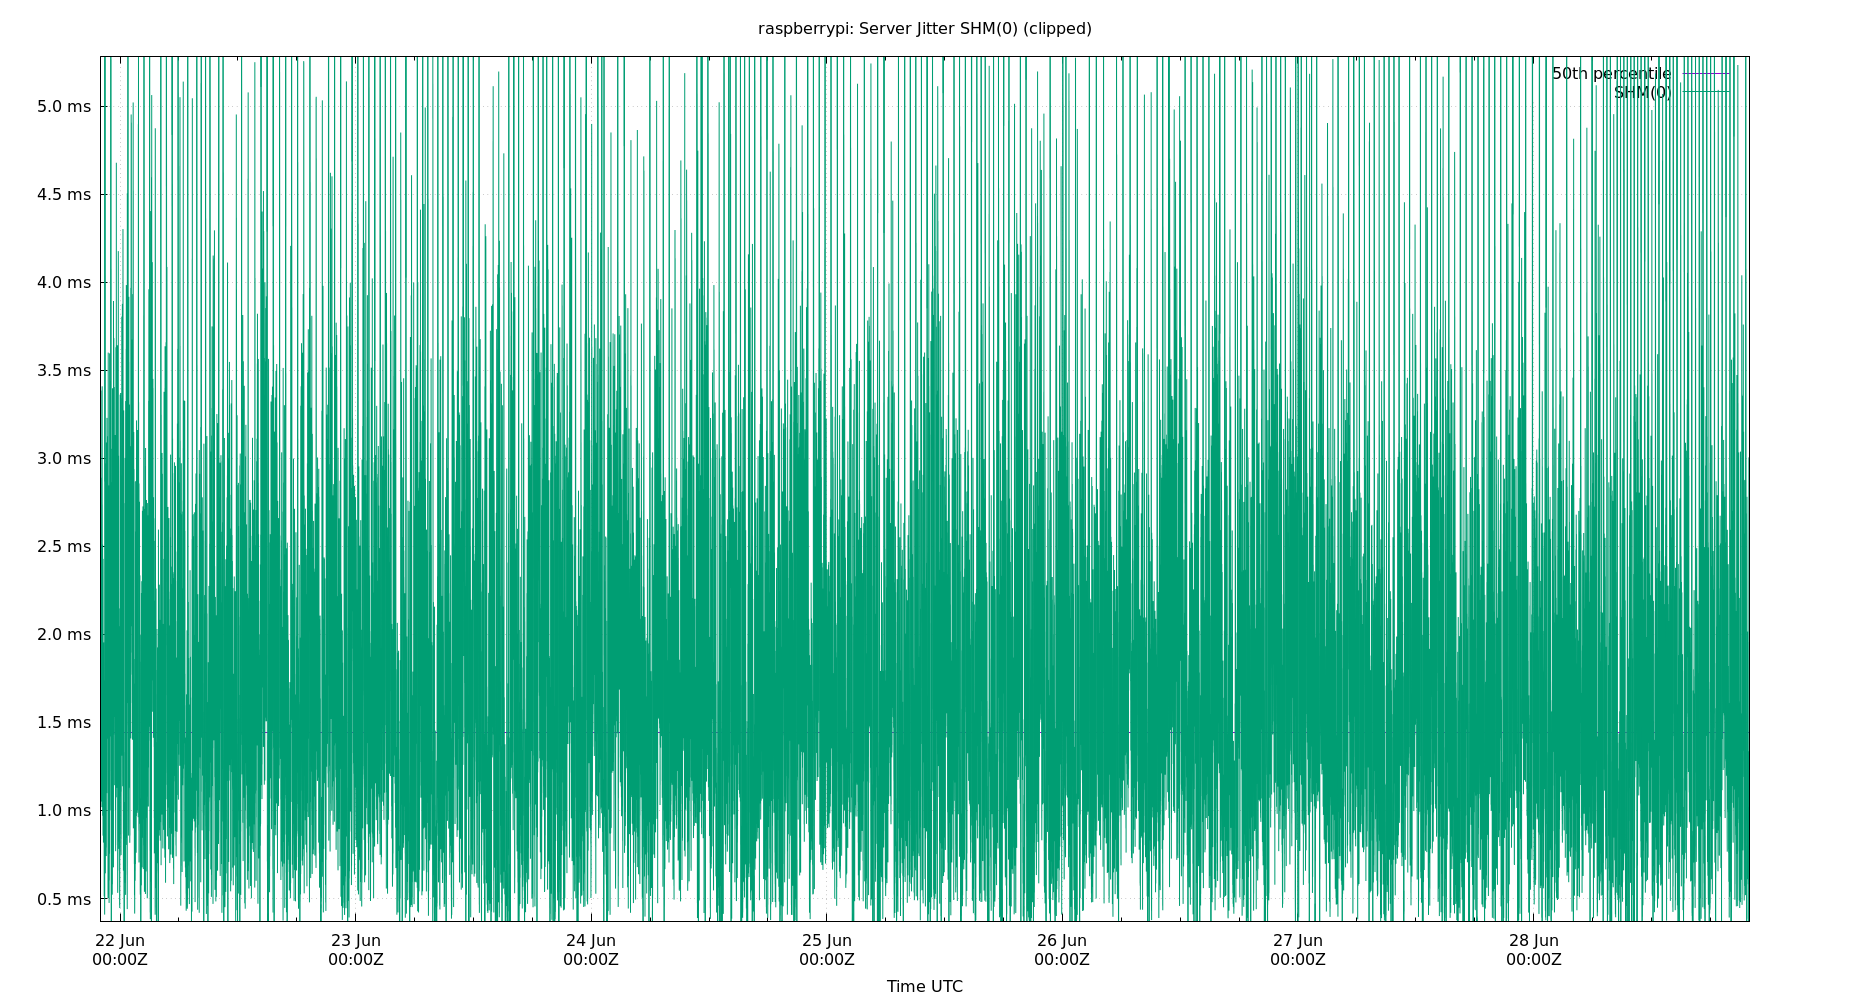 raspberrypi: Server Jitter SHM(0) (clipped)
50th percentile
SHM(0)
5.0 ms
4.5 ms
4.0 ms
3.5 ms
3.0 ms
2.5 ms
2.0 ms
1.5 ms
1.0 ms
0.5 ms
22 Jun 23 Jun 24 Jun 25 Jun 26 Jun 27 Jun 28 Jun
00:00Z 00:00Z 00:00Z 00:00Z 00:00Z 00:00Z 00:00Z
Time UTC